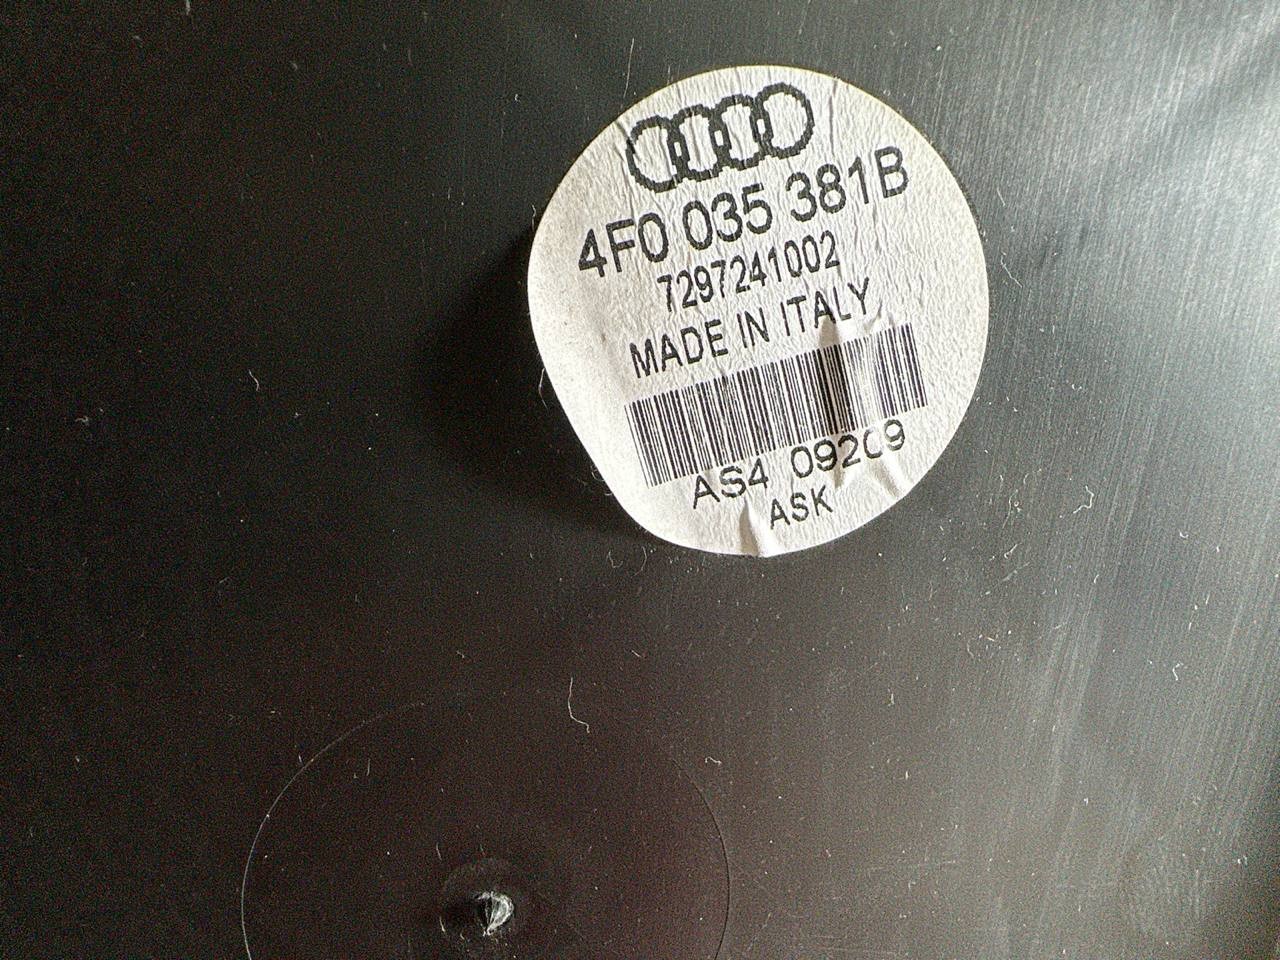 4F0 035 381B
7297241002
MADE IN ITALY
AS4 09209
ASK